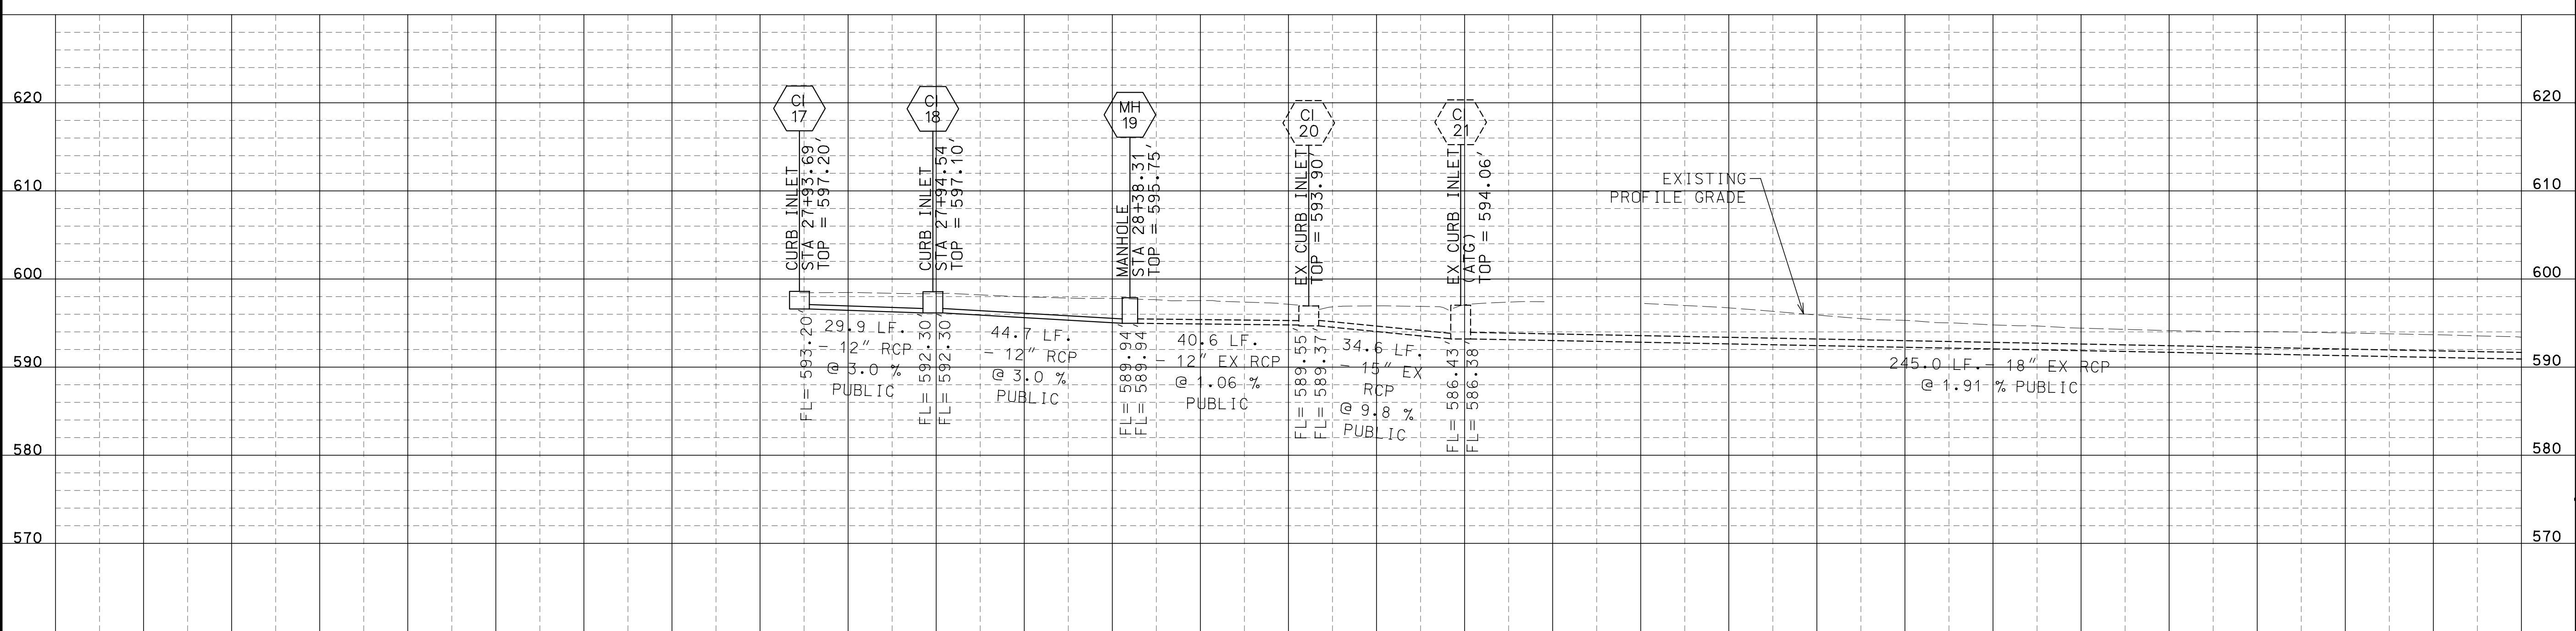 620
610
600
590
580
570
CI
17
CURB INLET
STA 27+93.69
TOP = 597.20'
FL= 593.20'
29.9 LF.
- 12" RCP
@ 3.0 %
PUBLIC
CI
18
CURB INLET
STA 27+94.54
TOP = 597.10'
FL= 592.30'
FL= 592.30'
44.7 LF.
- 12" RCP
@ 3.0 %
PUBLIC
MH
19
MANHOLE
STA 28+38.31
TOP = 595.75'
FL= 589.94'
FL= 589.94'
40.6 LF.
- 12" EX RCP
@ 1.06 %
PUBLIC
CI
20
EX CURB INLET
TOP = 593.90'
FL= 589.55'
FL= 589.37'
34.6 LF.
- 15" EX
RCP
@ 9.8 %
PUBLIC
CI
21
EX CURB INLET
(ATG)
TOP = 594.06'
FL= 586.43'
FL= 586.38'
EXISTING
PROFILE GRADE
245.0 LF.- 18" EX RCP
@ 1.91 % PUBLIC
620
610
600
590
580
570